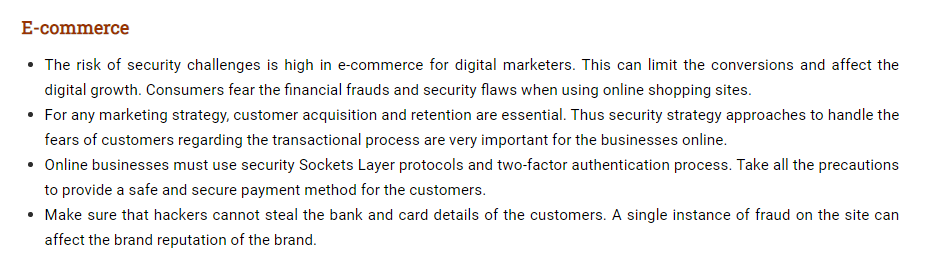 E-commerce
• The risk of security challenges is high in e-commerce for digital marketers. This can limit the conversions and affect the
digital growth. Consumers fear the financial frauds and security flaws when using online shopping sites.
• For any marketing strategy, customer acquisition and retention are essential. Thus security strategy approaches to handle the
fears of customers regarding the transactional process are very important for the businesses online.
• Online businesses must use security Sockets Layer protocols and two-factor authentication process. Take all the precautions
to provide a safe and secure payment method for the customers.
• Make sure that hackers cannot steal the bank and card details of the customers. A single instance of fraud on the site can
affect the brand reputation of the brand.